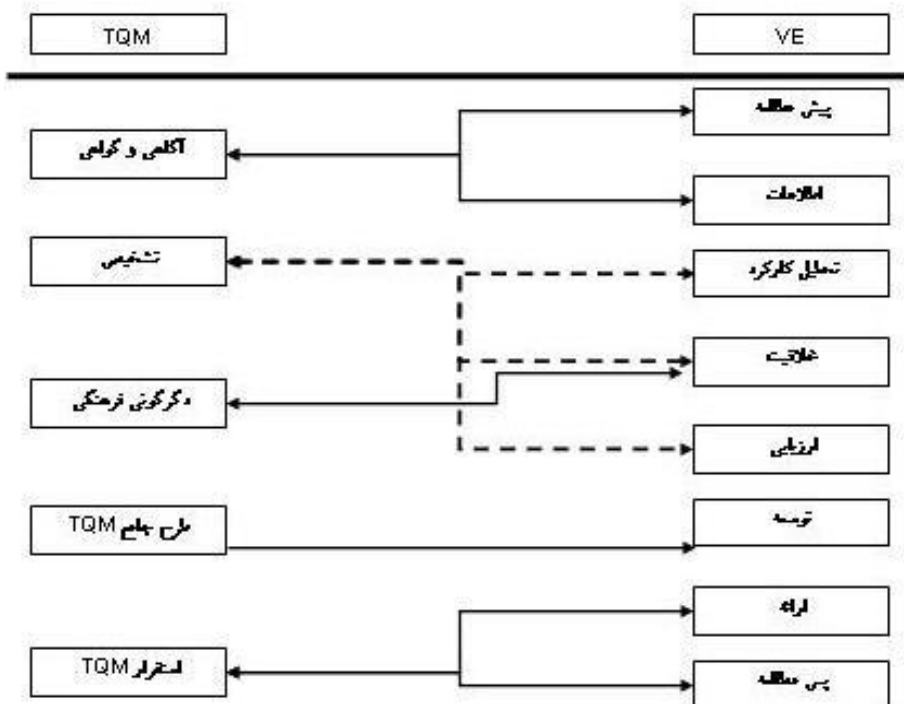 TQM
VE
پیش مطالعه
آگاهی و گواهی
اطلاعات
تشخیص
تحلیل کارکرد
خلاقیت
دگرگونی فرهنگی
ارزیابی
طرح جامع TQM
توسعه
ارائه
استقرار TQM
پس مطالعه